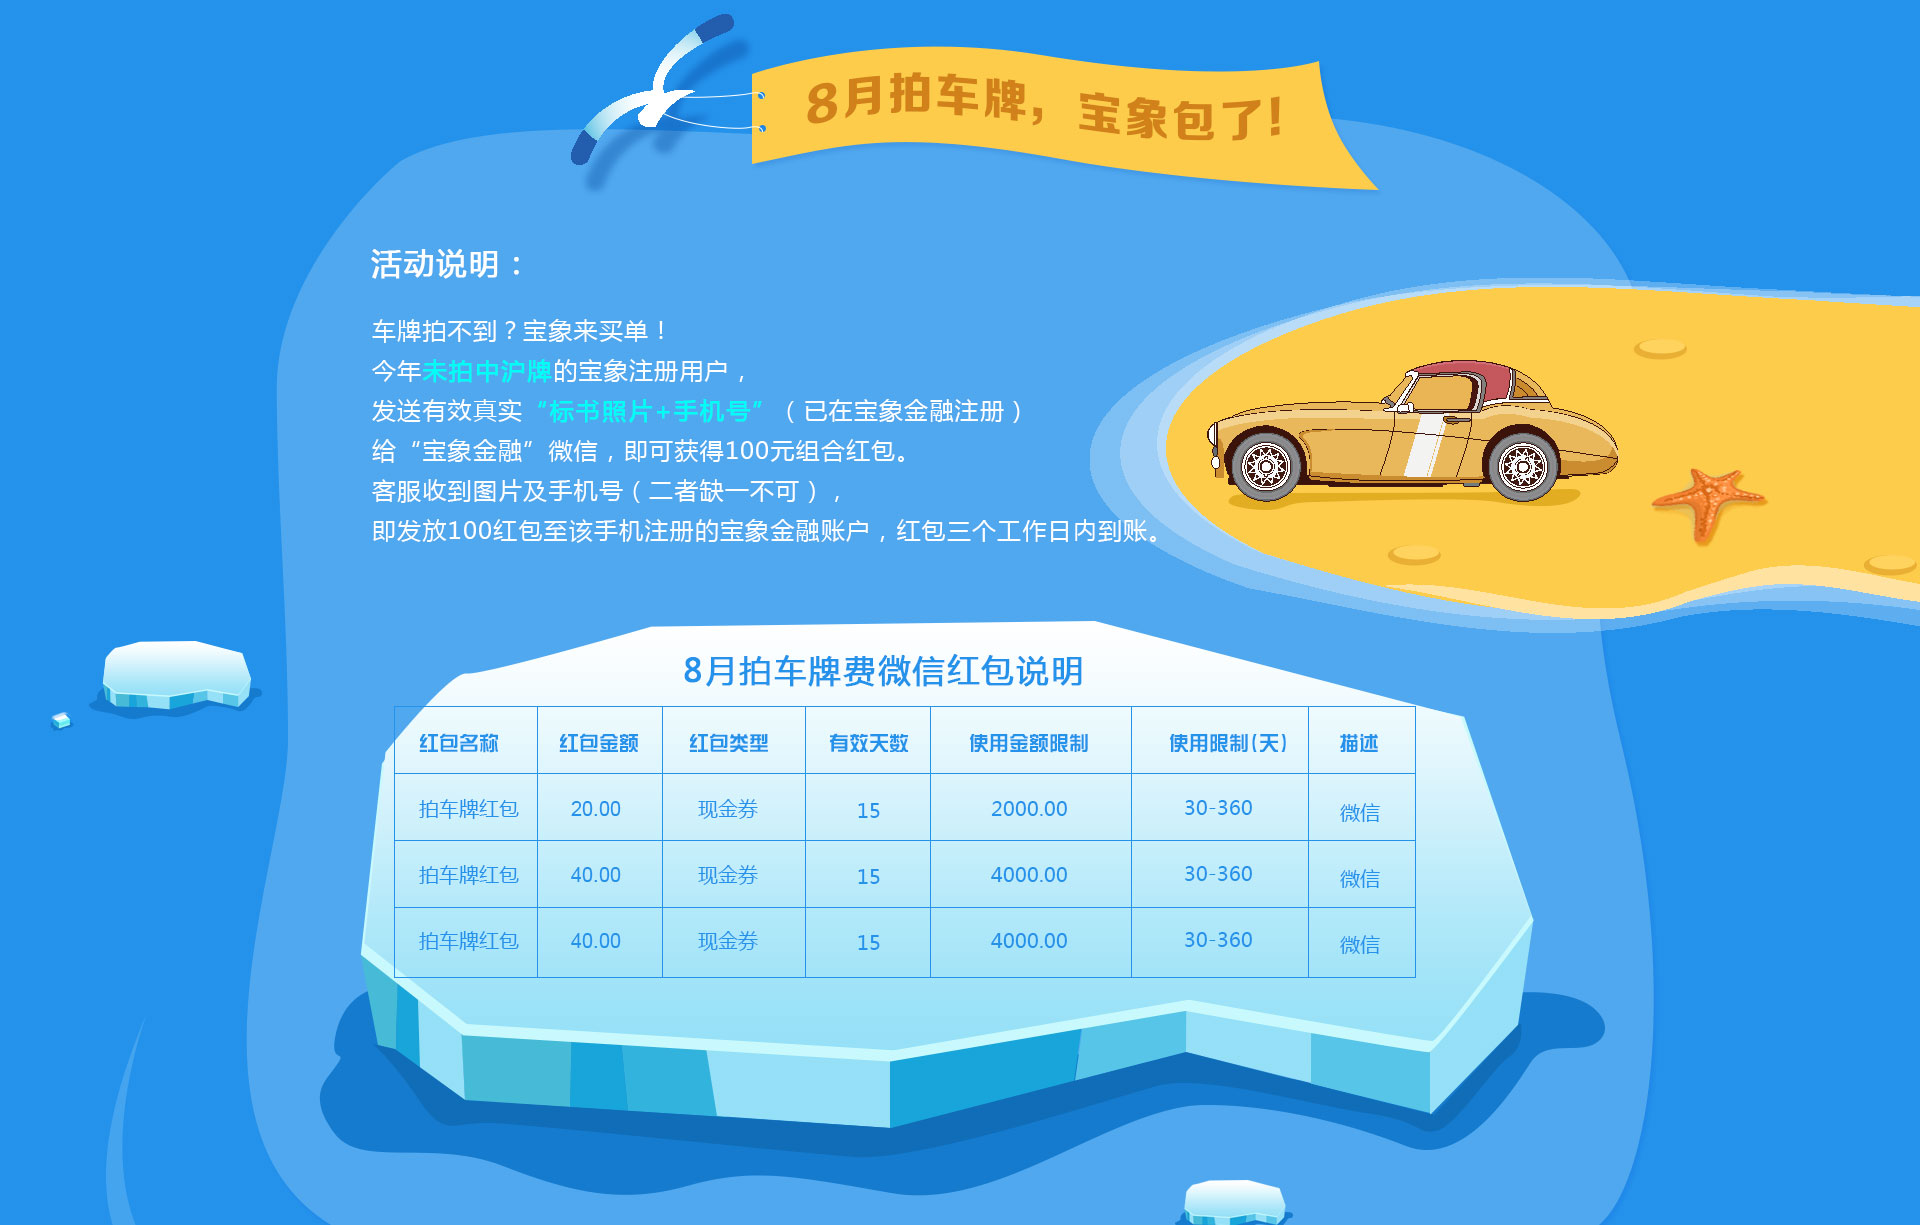 8月拍车牌，宝象包了!
活动说明：
车牌拍不到？宝象来买单！
今年未拍中沪牌的宝象注册用户，
发送有效真实“标书照片+手机号”（已在宝象金融注册）
给“宝象金融”微信，即可获得100元组合红包。
客服收到图片及手机号（二者缺一不可），
即发放100红包至该手机注册的宝象金融账户，红包三个工作日内到账。
8月拍车牌费微信红包说明
红包名称 红包金额 红包类型 有效天数 使用金额限制 使用限制(天) 描述
拍车牌红包 20.00 现金券 15 2000.00 30-360 微信
拍车牌红包 40.00 现金券 15 4000.00 30-360 微信
拍车牌红包 40.00 现金券 15 4000.00 30-360 微信